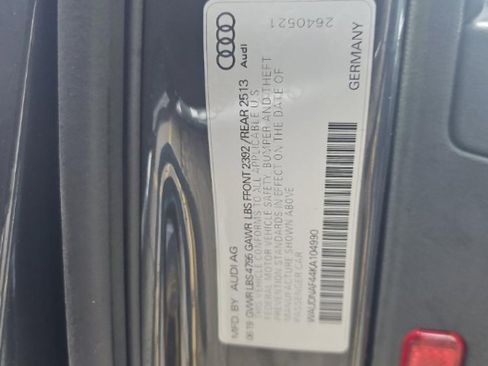 Audi
2640521
MFD. BY AUDI AG
06-19 GVWR LBS 4795 GAWR LBS FRONT 2392/REAR 2513
THIS VEHICLE CONFORMS TO ALL APPLICABLE U.S.
FEDERAL MOTOR VEHICLE SAFETY, BUMPER AND THEFT
PREVENTION STANDARDS IN EFFECT ON THE DATE OF
MANUFACTURE SHOWN ABOVE
PASSENGER CAR
WAUDNAF44KA104990
GERMANY